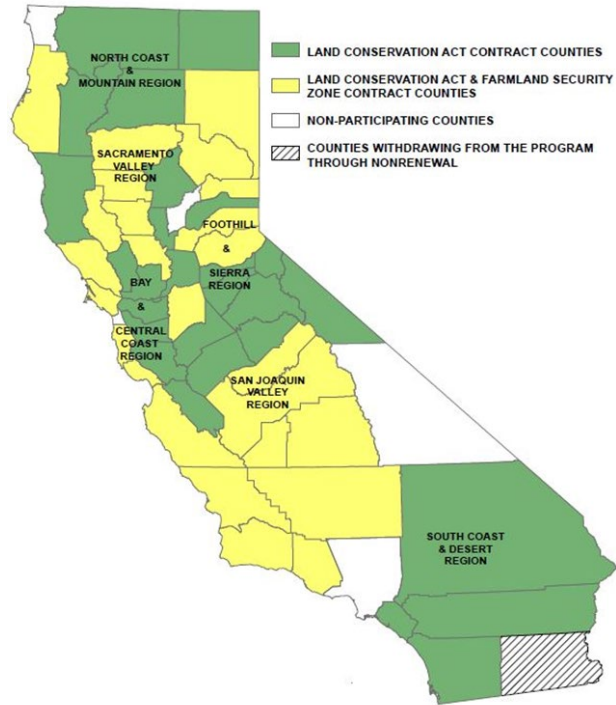 NORTH COAST
&
MOUNTAIN REGION
LAND CONSERVATION ACT CONTRACT COUNTIES
LAND CONSERVATION ACT & FARMLAND SECURITY
ZONE CONTRACT COUNTIES
NON-PARTICIPATING COUNTIES
COUNTIES WITHDRAWING FROM THE PROGRAM
THROUGH NONRENEWAL
SACRAMENTO
VALLEY
REGION
FOOTHILL
&
SIERRA
REGION
BAY
&
CENTRAL
COAST
REGION
SAN JOAQUIN
VALLEY
REGION
SOUTH COAST
& DESERT
REGION